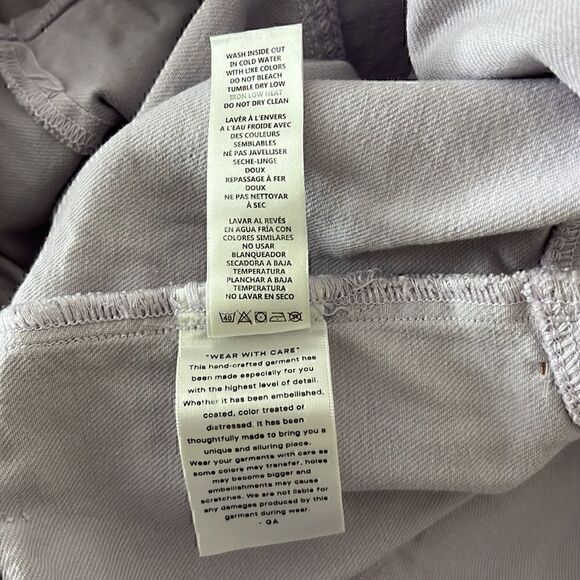 WASH INSIDE OUT
IN COLD WATER
WITH LIKE COLORS
DO NOT BLEACH
TUMBLE DRY LOW
IRON LOW HEAT
DO NOT DRY CLEAN
LAVÉR À L'ENVERS
A L'EAU FROIDE AVEC
DES COULEURS
SEMBLABLES
NE PAS JAVELLISER
SECHE-LINGE
DOUX
REPASSAGE À FER
DOUX
NE PAS NETTOYER
À SEC
LAVAR AL REVÉS
EN AGUA FRÍA CON
COLORES SIMILARES
NO USAR
BLANQUEADOR
SECADORA A BAJA
TEMPERATURA
PLANCHAR A BAJA
TEMPERATURA
NO LAVAR EN SECO
40
"WEAR WITH CARE"
This hand-crafted garment has
been made especially for you
with the highest level of detail.
Whether it has been embellished,
coated, color treated or
distressed, it has been
thoughtfully made to bring you a
unique and alluring piece.
Wear your garments with care as
some colors may transfer, holes
may become bigger and
embellishments may cause
scratches. We are not liable for
any damages produced by this
garment during wear.
- GA